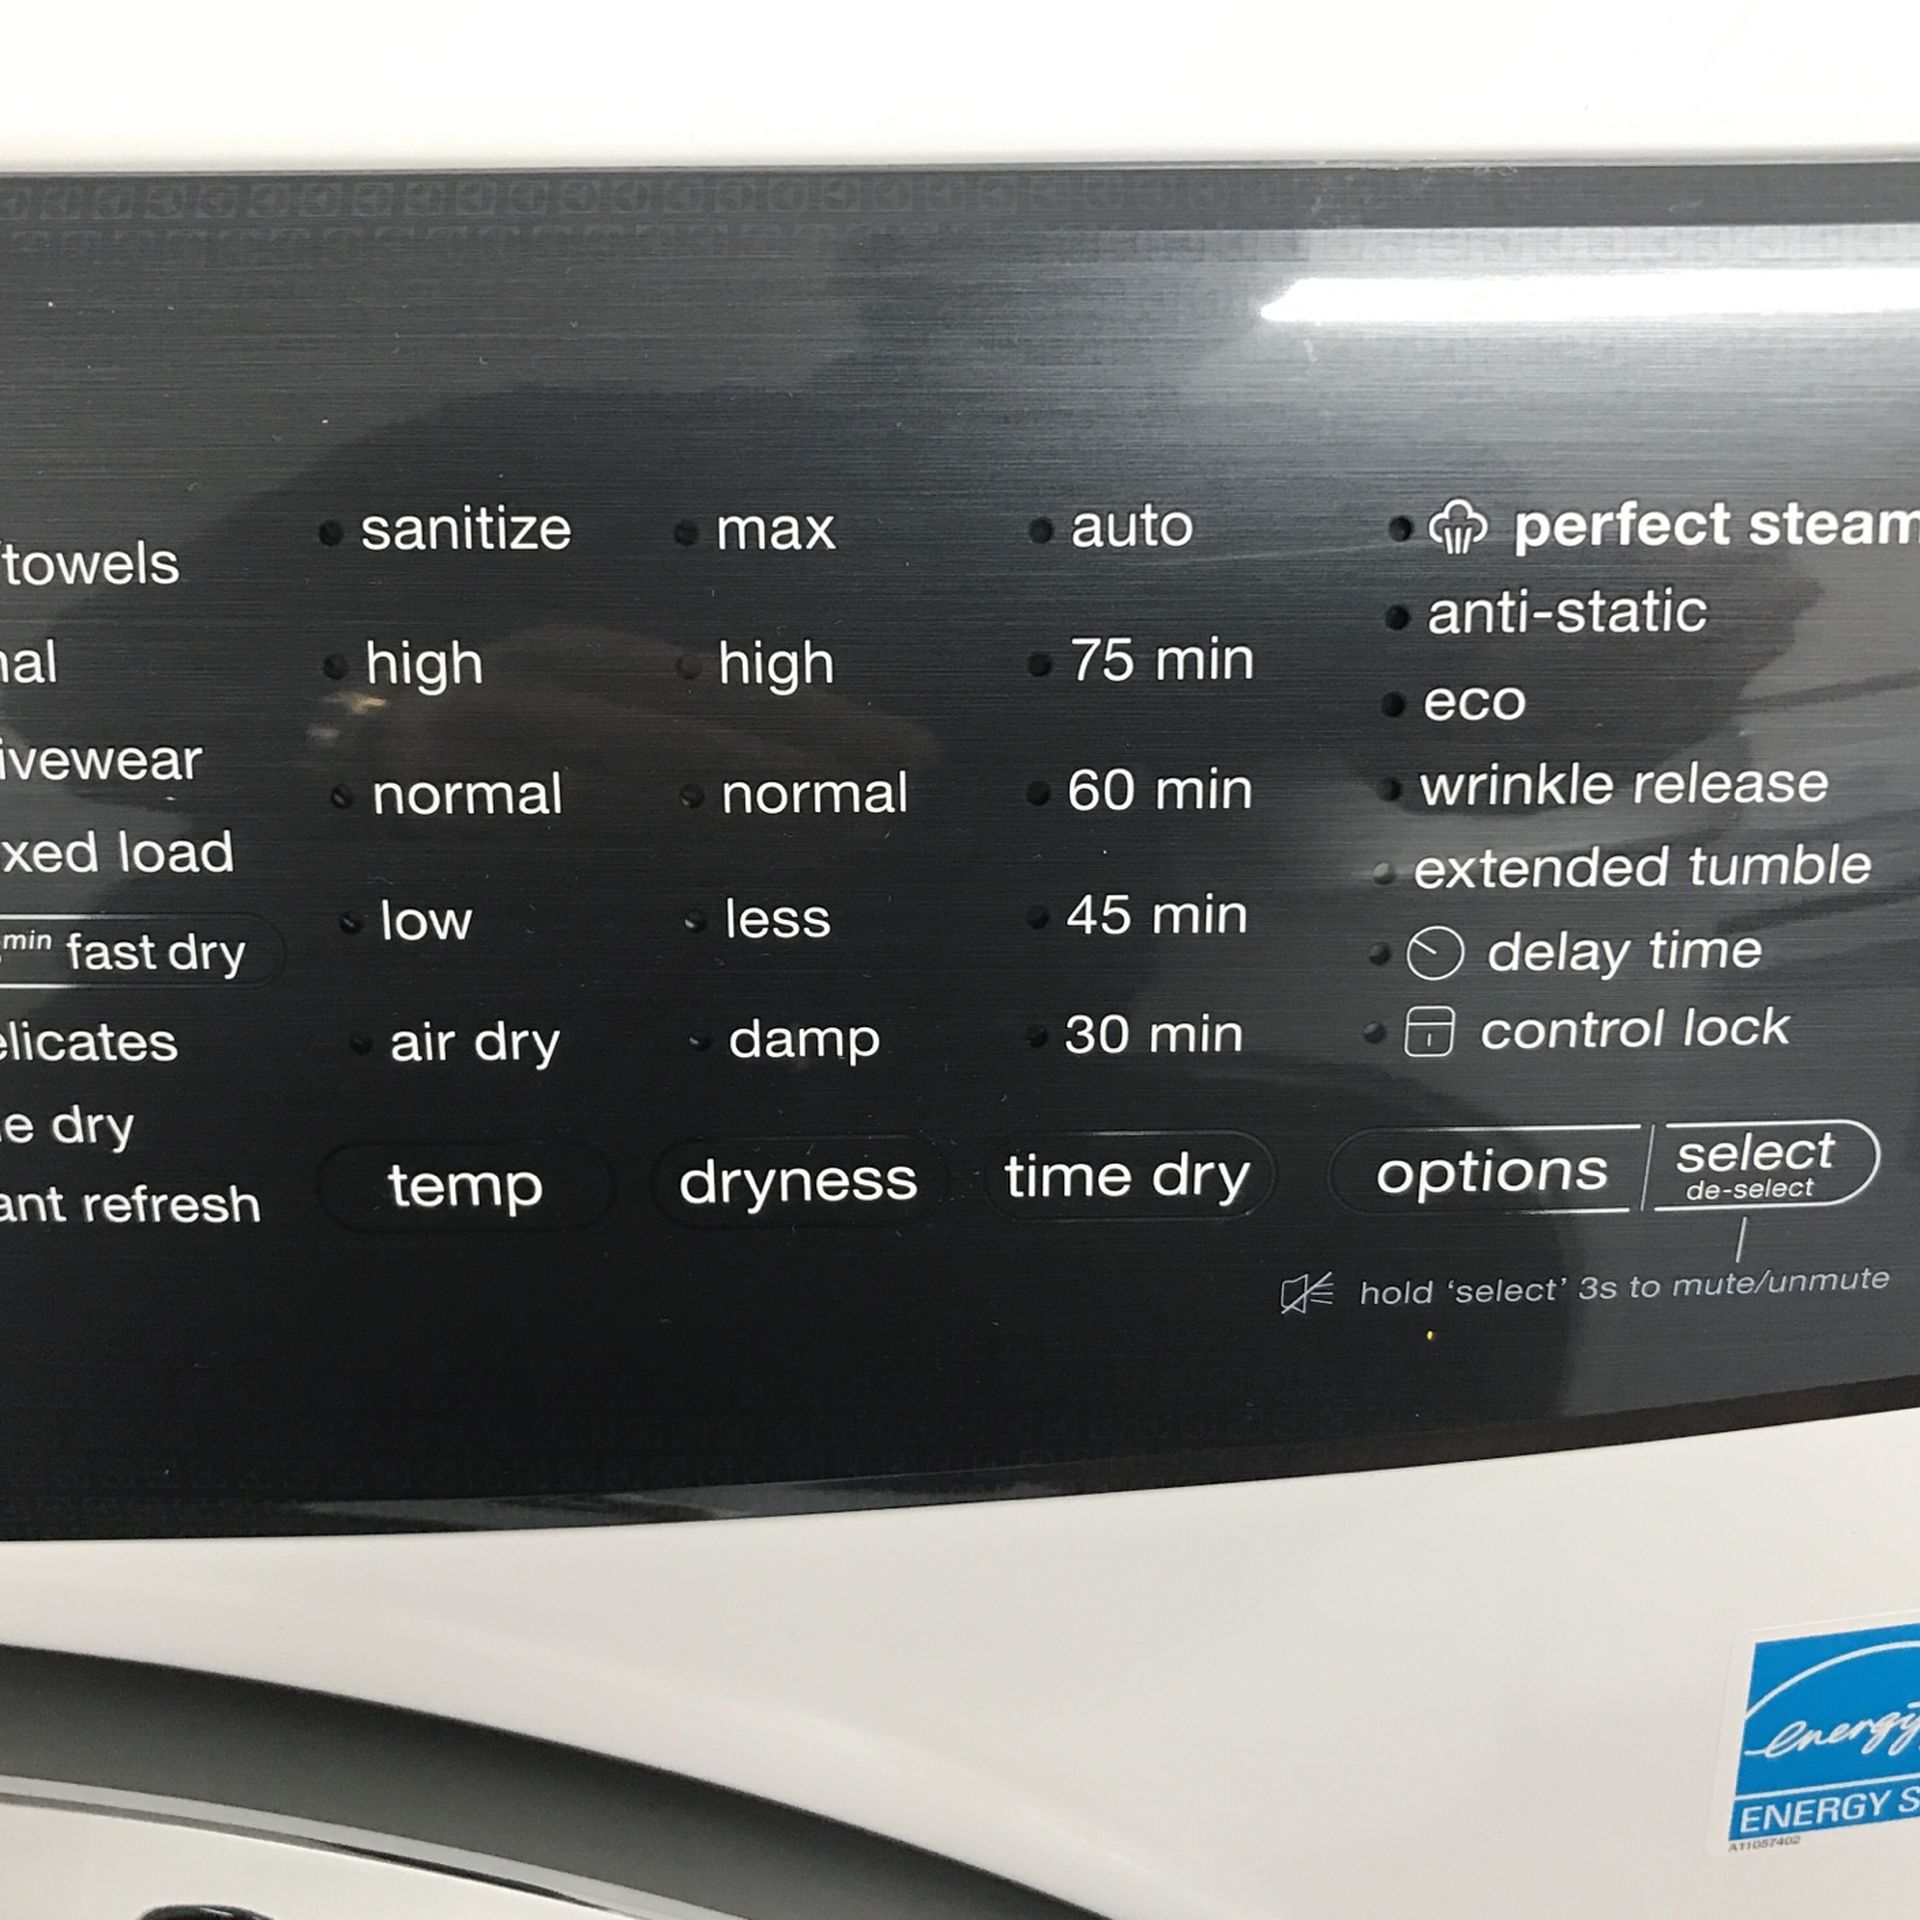 towels
ivewear
xed load
min fast dry
elicates
e dry
ant refresh
sanitize
high
normal
low
air dry
temp
max
high
normal
less
damp
dryness
auto
75 min
60 min
45 min
30 min
time dry
perfect steam
anti-static
eco
wrinkle release
extended tumble
delay time
control lock
options
select
de-select
hold ‘select’ 3s to mute/unmute
energy
ENERGY S
A11057402